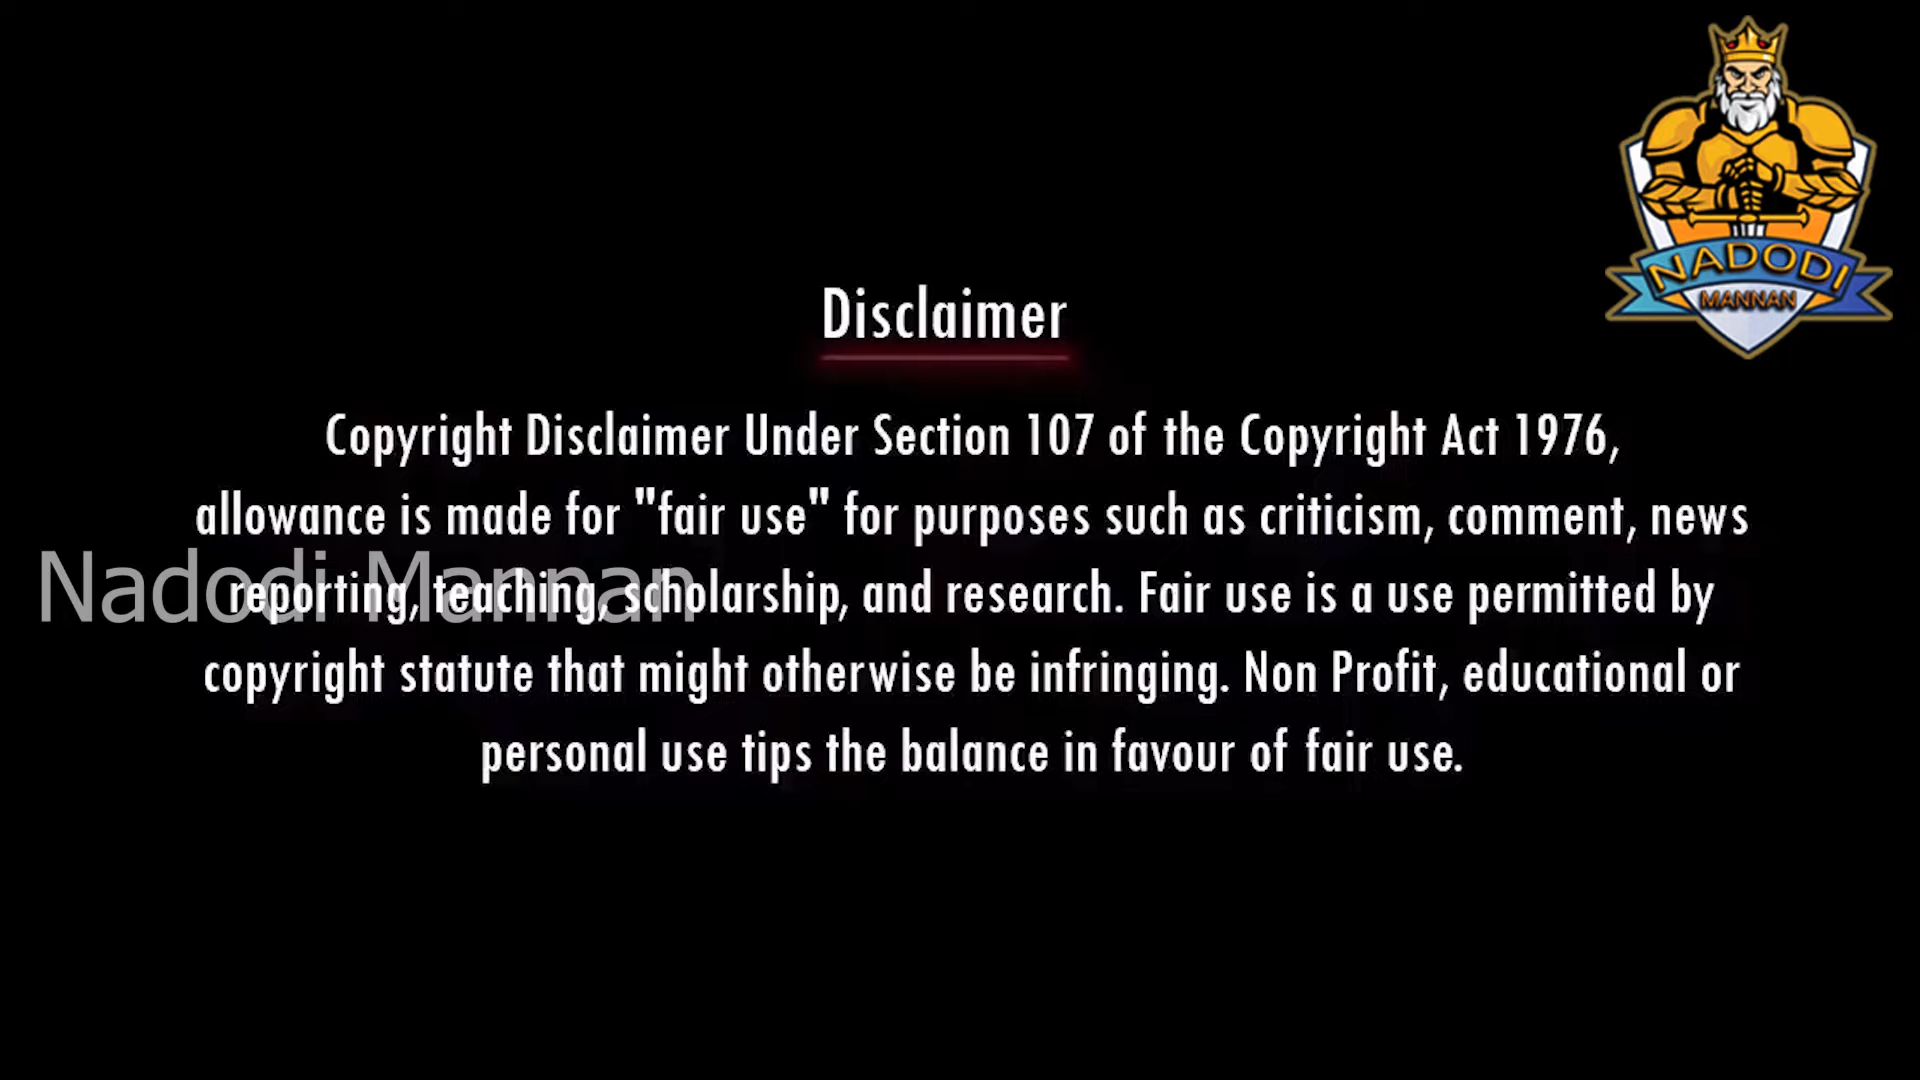 NADODI
MANNAN
Disclaimer
Copyright Disclaimer Under Section 107 of the Copyright Act 1976,
allowance is made for "fair use" for purposes such as criticism, comment, news
reporting, teaching, scholarship, and research. Fair use is a use permitted by
Nadodi Mannan
copyright statute that might otherwise be infringing. Non Profit, educational or
personal use tips the balance in favour of fair use.